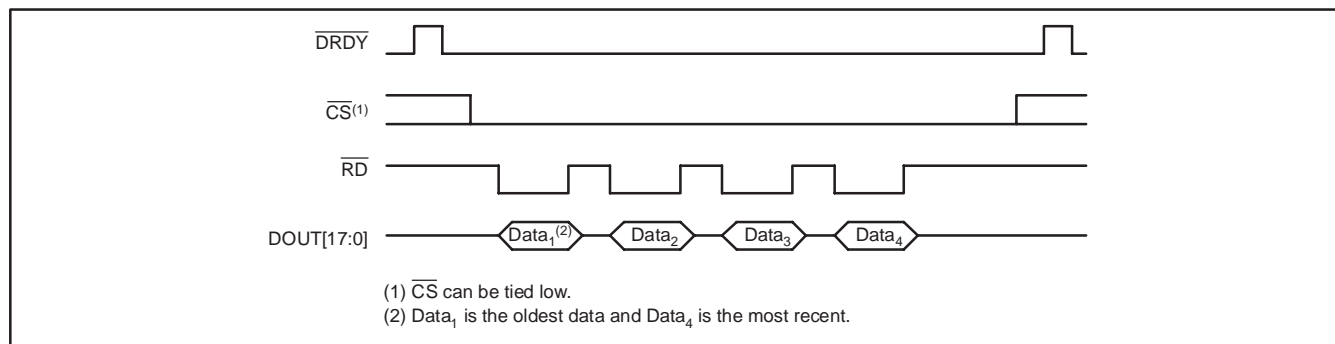 DRDY
CS(1)
RD
DOUT[17:0]
Data1(2)
Data2
Data3
Data4
(1) CS can be tied low.
(2) Data1 is the oldest data and Data4 is the most recent.